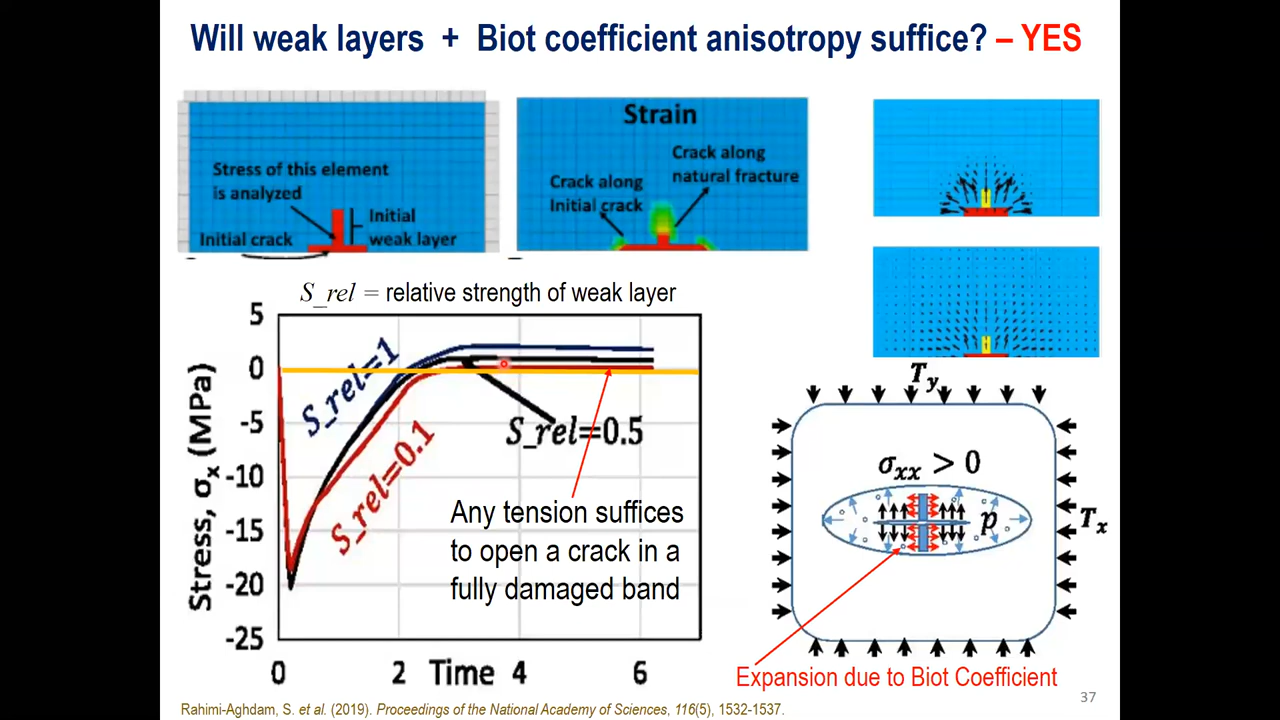 Will weak layers + Biot coefficient anisotropy suffice? – YES
Stress of this element
is analyzed
Initial
weak layer
Initial crack
Strain
Crack along
natural fracture
Crack along
Initial crack
S_rel = relative strength of weak layer
Stress, σx (MPa)
5
0
-5
-10
-15
-20
-25
0
2
Time
4
6
S_rel=1
S_rel=0.1
S_rel=0.5
Any tension suffices
to open a crack in a
fully damaged band
Ty
σxx > 0
p
Tx
Expansion due to Biot Coefficient
37
Rahimi-Aghdam, S. et al. (2019). Proceedings of the National Academy of Sciences, 116(5), 1532-1537.